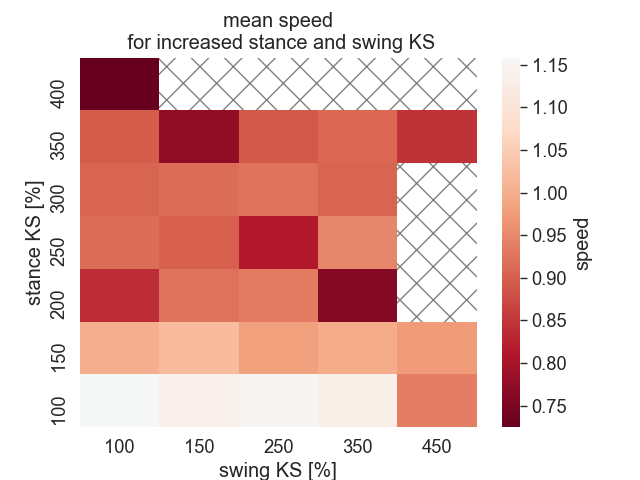 mean speed
for increased stance and swing KS
400
350
300
250
200
150
100
stance KS [%]
100 150 250 350 450
swing KS [%]
1.15
1.10
1.05
1.00
0.95
0.90
0.85
0.80
0.75
speed